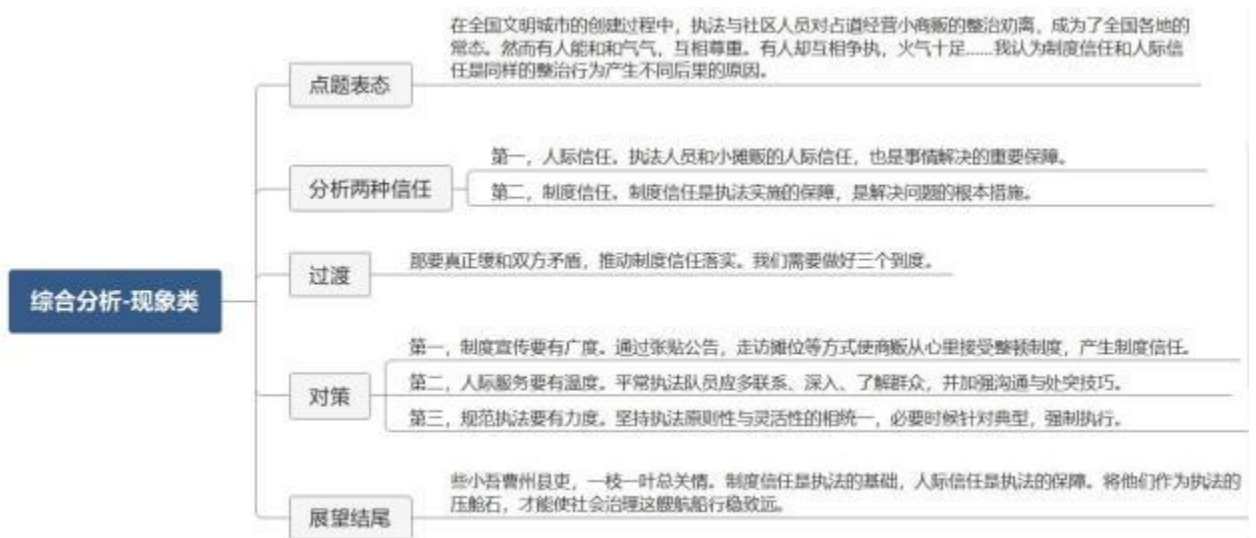 在全国文明城市的创建过程中，执法与社区人员对占道经营小商贩的整治劝离，成为了全国各地的
常态。然而有人能和和气气，互相尊重。有人却互相争执，火气十足......我认为制度信任和人际信
任是同样的整治行为产生不同后果的原因。
点题表态
第一，人际信任。执法人员和小摊贩的人际信任，也是事情解决的重要保障。
分析两种信任
第二，制度信任。制度信任是执法实施的保障，是解决问题的根本措施。
那要真正缓和双方矛盾，推动制度信任落实。我们需要做好三个到度。
过渡
综合分析-现象类
第一，制度宣传要有广度。通过张贴公告，走访摊位等方式使商贩从心里接受整顿制度，产生制度信任。
第二，人际服务要有温度。平常执法队员应多联系、深入、了解群众，并加强沟通与处突技巧。
对策
第三，规范执法要有力度。坚持执法原则性与灵活性的相统一，必要时候针对典型，强制执行。
些小吾曹州县吏，一枝一叶总关情。制度信任是执法的基础，人际信任是执法的保障。将他们作为执法的
压舱石，才能使社会治理这艘航船行稳致远。
展望结尾